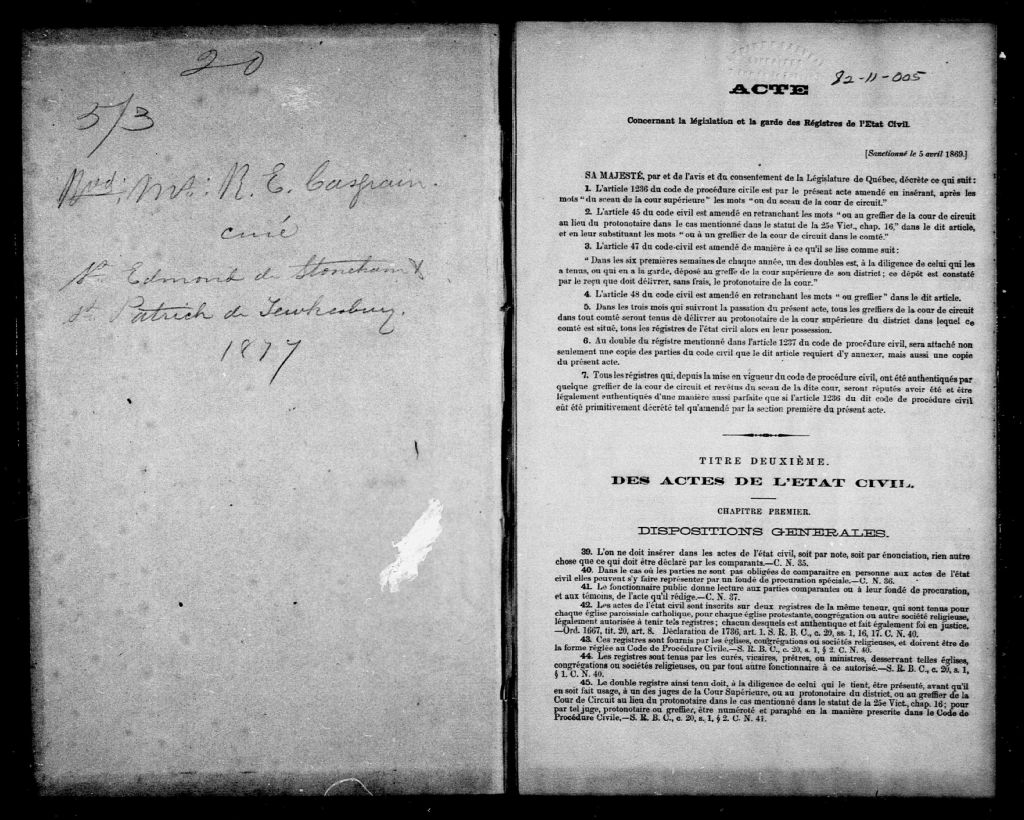 20
5/3
Rvd. Mr. R. E. Casgrain.
curé
St Edmond de Stoneham
St Patrick de Tewkesbury.
1877
82-11-005
ACTE
Concernant la législation et la garde des Régistres de l'Etat Civil.
[Sanctionné le 5 avril 1869.]
SA MAJESTÉ, par et de l'avis et du consentement de la Législature de Québec, décrète ce qui suit:
1. L'article 1236 du code de procédure civile est par le présent acte amendé en insérant, après les
mots "du sceau de la cour supérieure" les mots "ou du sceau de la cour de circuit."
2. L'article 45 du code civil est amendé en retranchant les mots "ou au greffier de la cour de circuit
au lieu du protonotaire dans le cas mentionné dans le statut de la 25e Vict., chap. 16," dans le dit article,
et en leur substituant les mots "ou à un greffier de la cour de circuit dans le comté."
3. L'article 47 du code-civil est amendé de manière à ce qu'il se lise comme suit:
"Dans les six premières semaines de chaque année, un des doubles est, à la diligence de celui qui les
a tenus, ou qui en a la garde, déposé au greffe de la cour supérieure de son district; ce dépôt est constaté
par le reçu que doit délivrer, sans frais, le protonotaire de la cour."
4. L'article 48 du code civil est amendé en retranchant les mots "ou greffier" dans le dit article.
5. Dans les trois mois qui suivront la passation du présent acte, tous les greffiers de la cour de circuit
dans tout comté seront tenus de délivrer au protonotaire de la cour supérieure du district dans lequel ce
comté est situé, tous les régistres de l'état civil alors en leur possession.
6. Au double du régistre mentionné dans l'article 1237 du code de procédure civil, sera attaché non
seulement une copie des parties du code civil que le dit article requiert d'y annexer, mais aussi une copie
du présent acte.
7. Tous les régistres qui, depuis la mise en vigueur du code de procédure civil, ont été authentiqués par
quelque greffier de la cour de circuit et revêtus du sceau de la dite cour, seront réputés avoir été et être
légalement authentiqués d'une manière aussi parfaite que si l'article 1236 du dit code de procédure civil
eût été primitivement décrété tel qu'amendé par la section première du présent acte.
TITRE DEUXIÈME.
DES ACTES DE L'ETAT CIVIL.
CHAPITRE PREMIER.
DISPOSITIONS GENERALES.
39. L'on ne doit insérer dans les actes de l'état civil, soit par note, soit par énonciation, rien autre
chose que ce qui doit être déclaré par les comparants.—C. N. 35.
40. Dans le cas où les parties ne sont pas obligées de comparaître en personne aux actes de l'état
civil elles peuvent s'y faire représenter par un fondé de procuration spéciale.—C. N. 36.
41. Le fonctionnaire public donne lecture aux parties comparantes ou à leur fondé de procuration,
et aux témoins, de l'acte qu'il rédige.—C. N. 37.
42. Les actes de l'état civil sont inscrits sur deux registres de la même teneur, qui sont tenus pour
chaque église paroissiale catholique, pour chaque église protestante, congrégation ou autre société religieuse,
légalement autorisée à tenir tels registres; chacun desquels est authentique et fait également foi en justice.
—Ord. 1667, tit. 20, art. 8. Déclaration de 1736, art. 1. S. R. B. C., c. 20, ss. 1, 16, 17. C. N. 40.
43. Ces registres sont fournis par les églises, congrégations ou sociétés religieuses, et doivent être de
la forme réglée au Code de Procédure Civile.—S. R. B. C., c. 20, s. 1, § 2. C. N. 40.
44. Les registres sont tenus par les curés, vicaires, prêtres, ou ministres, desservant telles églises,
congrégations ou sociétés religieuses, ou par tout autre fonctionnaire à ce autorisé.—S. R. B. C., c. 20, s. 1,
§ 1. C. N. 40.
45. Le double registre ainsi tenu doit, à la diligence de celui qui le tient, être présenté, avant qu'il
en soit fait usage, à un des juges de la Cour Supérieure, ou au protonotaire du district, ou au greffier de la
Cour de Circuit au lieu du protonotaire dans le cas mentionné dans le statut de la 25e Vict., chap. 16; pour
par tel juge, protonotaire ou greffier, être numéroté et paraphé en la manière prescrite dans le Code de
Procédure Civile.—S. R. B. C., c. 20, s. 1, § 2. C. N. 41.